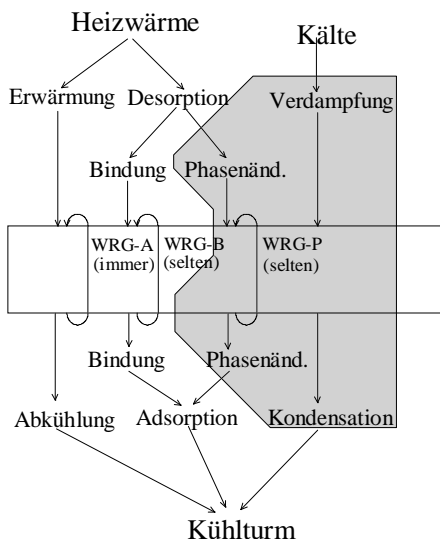 Heizwärme
Kälte
Erwärmung
Desorption
Verdampfung
Bindung
Phasenänd.
WRG-A
(immer)
WRG-B
(selten)
WRG-P
(selten)
Bindung
Phasenänd.
Abkühlung
Adsorption
Kondensation
Kühlturm